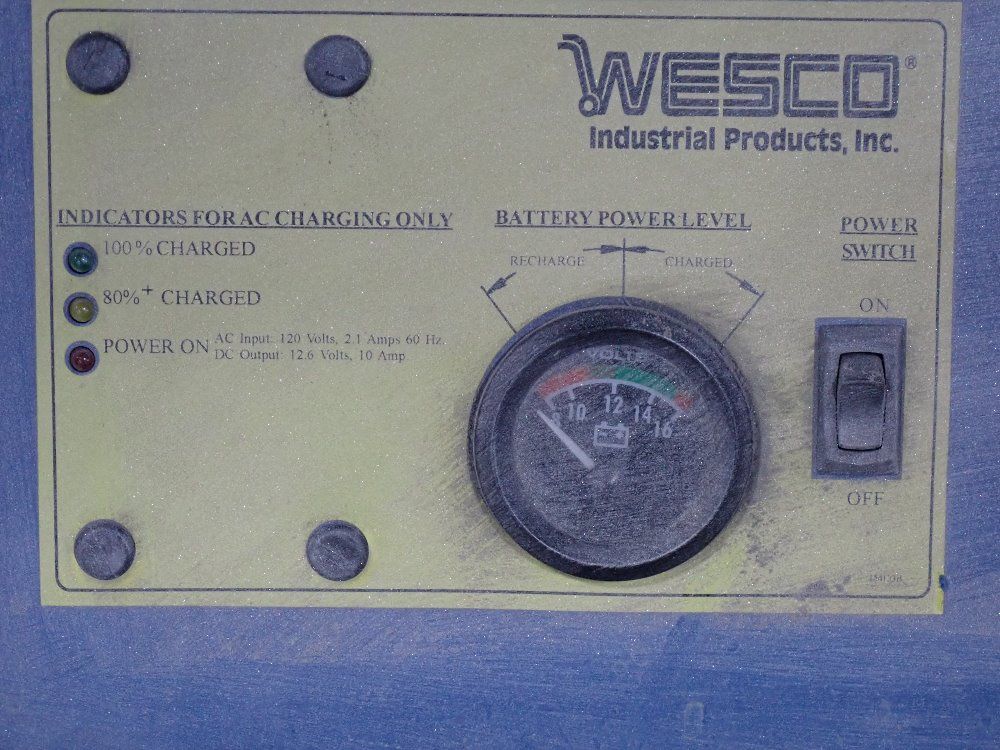 WESCO®
Industrial Products, Inc.
INDICATORS FOR AC CHARGING ONLY
100% CHARGED
80%+ CHARGED
POWER ON AC Input: 120 Volts, 2.1 Amps 60 Hz.
DC Output: 12.6 Volts, 10 Amp
BATTERY POWER LEVEL
RECHARGE
CHARGED
VOLTS
8 10 12 14 16
POWER
SWITCH
ON
OFF